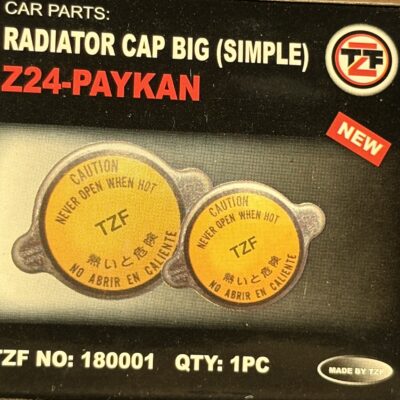 CAR PARTS:
RADIATOR CAP BIG (SIMPLE)
TZF
Z24-PAYKAN
NEW
CAUTION
NEVER OPEN WHEN HOT
TZF
熱いと危険
NO ABRIR EN CALIENTE
CAUTION
NEVER OPEN WHEN HOT
TZF
熱いと危険
NO ABRIR EN CALIENTE
TZF NO: 180001 QTY: 1PC
MADE BY TZF